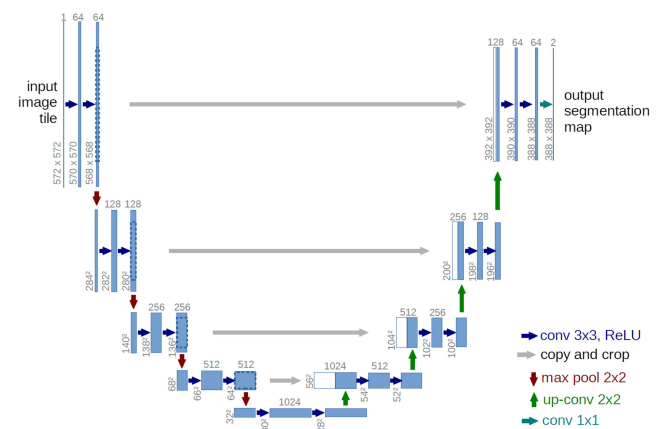 1 64 64
128 64 64 2
input
image
tile
output
segmentation
map
572 x 572
570 x 570
568 x 568
392 x 392
390 x 390
388 x 388
388 x 388
128 128
256 128
284²
282²
280²
200²
198²
196²
256 256
512 256
140²
138²
136²
104²
102²
100²
512 512
1024 512
68²
66²
64²
56²
54²
52²
1024
32²
conv 3x3, ReLU
copy and crop
max pool 2x2
up-conv 2x2
conv 1x1